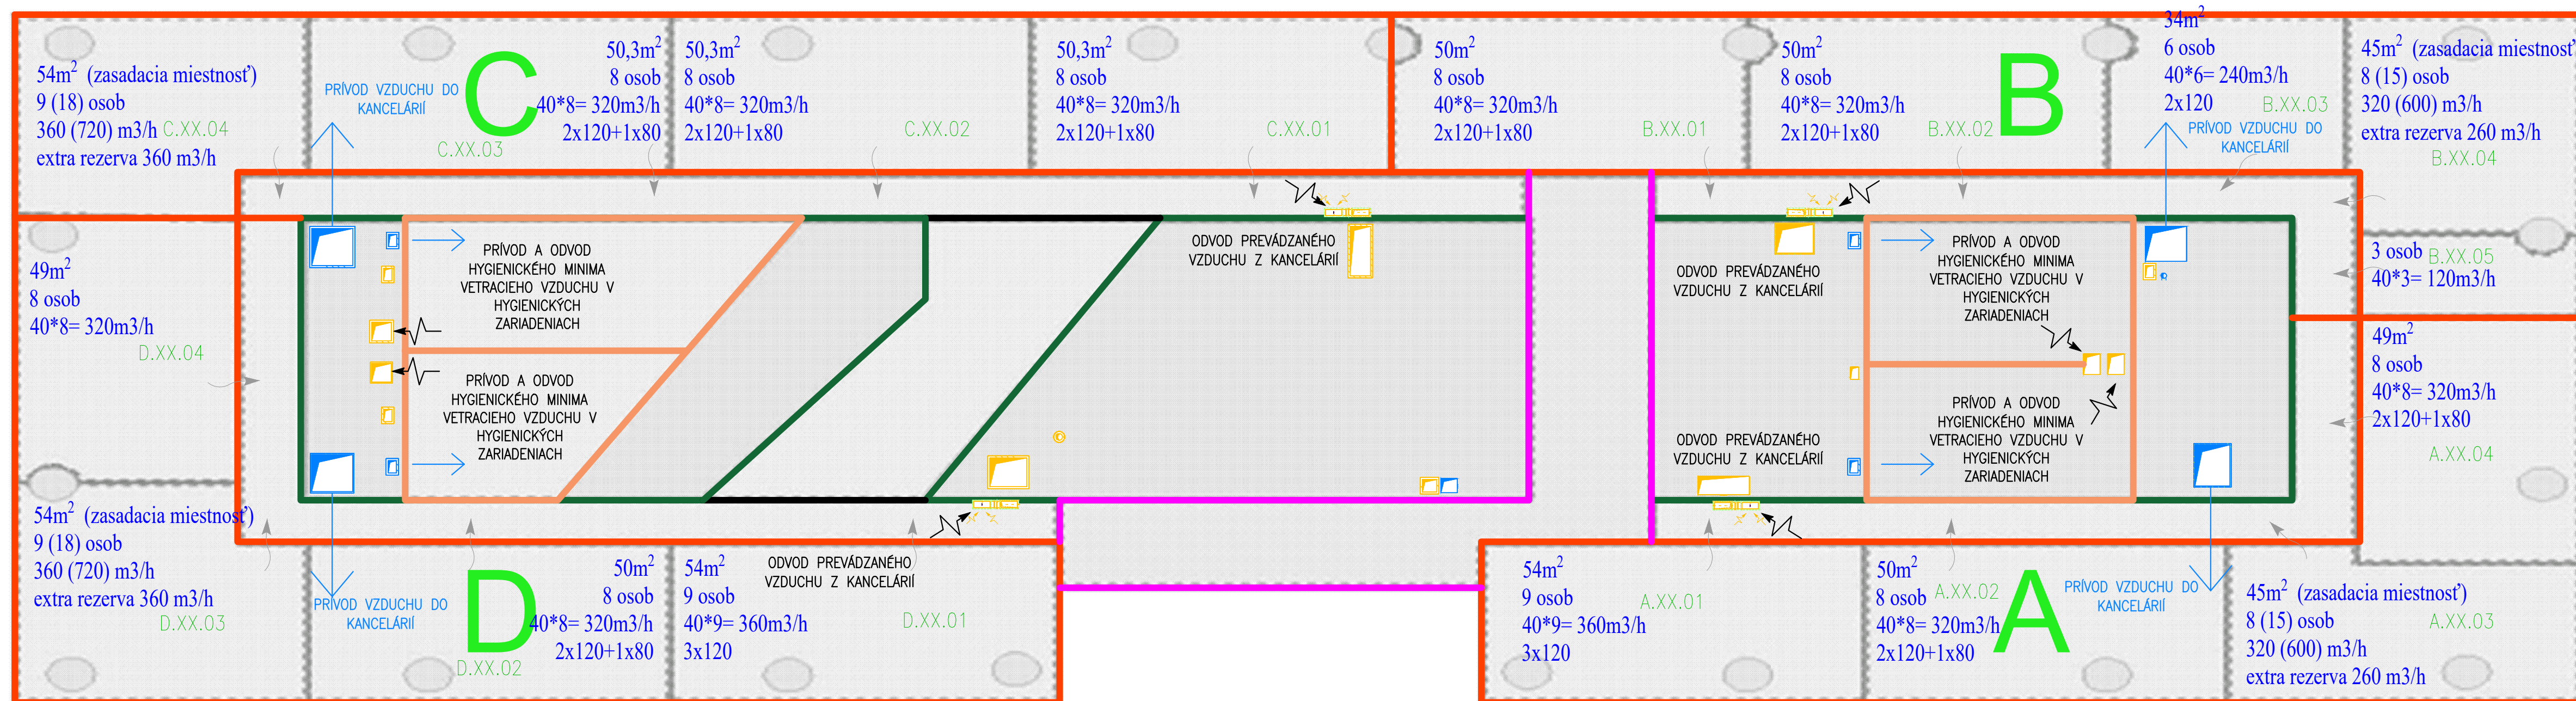 54m2 (zasadacia miestnosť)
9 (18) osob
360 (720) m3/h
extra rezerva 360 m3/h
C.XX.04
PRÍVOD VZDUCHU DO
KANCELÁRIÍ
C
C.XX.03
50,3m2
8 osob
40*8= 320m3/h
2x120+1x80
50,3m2
8 osob
40*8= 320m3/h
2x120+1x80
C.XX.02
50,3m2
8 osob
40*8= 320m3/h
2x120+1x80
C.XX.01
50m2
8 osob
40*8= 320m3/h
2x120+1x80
B.XX.01
50m2
8 osob
40*8= 320m3/h
2x120+1x80
B.XX.02
B
34m2
6 osob
40*6= 240m3/h
2x120
B.XX.03
PRÍVOD VZDUCHU DO
KANCELÁRIÍ
45m2 (zasadacia miestnosť
8 (15) osob
320 (600) m3/h
extra rezerva 260 m3/h
B.XX.04
49m2
8 osob
40*8= 320m3/h
D.XX.04
PRÍVOD A ODVOD
HYGIENICKÉHO MINIMA
VETRACIEHO VZDUCHU V
HYGIENICKÝCH
ZARIADENIACH
PRÍVOD A ODVOD
HYGIENICKÉHO MINIMA
VETRACIEHO VZDUCHU V
HYGIENICKÝCH
ZARIADENIACH
ODVOD PREVÁDZANÉHO
VZDUCHU Z KANCELÁRIÍ
ODVOD PREVÁDZANÉHO
VZDUCHU Z KANCELÁRIÍ
ODVOD PREVÁDZANÉHO
VZDUCHU Z KANCELÁRIÍ
PRÍVOD A ODVOD
HYGIENICKÉHO MINIMA
VETRACIEHO VZDUCHU V
HYGIENICKÝCH
ZARIADENIACH
PRÍVOD A ODVOD
HYGIENICKÉHO MINIMA
VETRACIEHO VZDUCHU V
HYGIENICKÝCH
ZARIADENIACH
3 osob
40*3= 120m3/h
B.XX.05
49m2
8 osob
40*8= 320m3/h
2x120+1x80
A.XX.04
54m2 (zasadacia miestnosť)
9 (18) osob
360 (720) m3/h
extra rezerva 360 m3/h
D.XX.03
PRÍVOD VZDUCHU DO
KANCELÁRIÍ
D
D.XX.02
50m2
8 osob
40*8= 320m3/h
2x120+1x80
54m2
9 osob
40*9= 360m3/h
3x120
ODVOD PREVÁDZANÉHO
VZDUCHU Z KANCELÁRIÍ
D.XX.01
54m2
9 osob
40*9= 360m3/h
3x120
A.XX.01
50m2
8 osob
40*8= 320m3/h
2x120+1x80
A.XX.02
A
PRÍVOD VZDUCHU DO
KANCELÁRIÍ
45m2 (zasadacia miestnosť)
8 (15) osob
320 (600) m3/h
extra rezerva 260 m3/h
A.XX.03